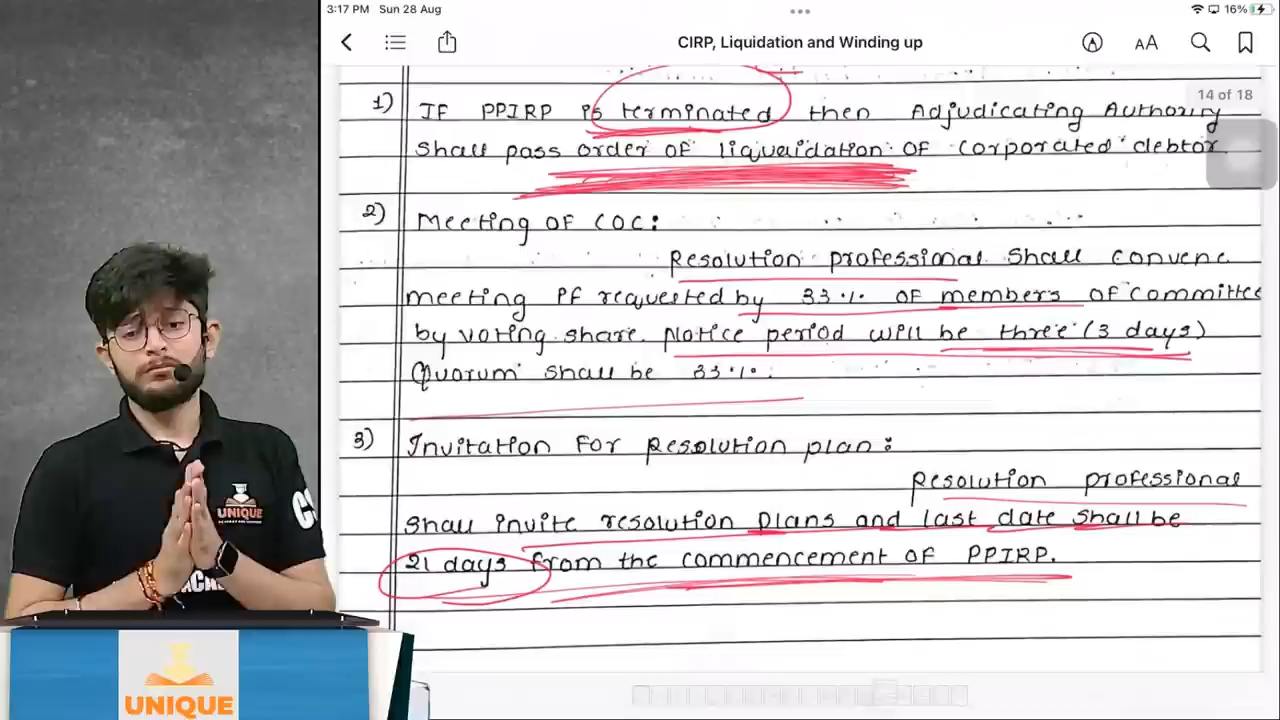 3:17 PM Sun 28 Aug
16%
CIRP, Liquidation and Winding up
AA
14 of 18
1) IF PPIRP is terminated then Adjudicating Authority
shall pass order of liquaidation of corporated debtor
2) Meeting of COC:
Resolution professional shall convene
meeting if requested by 33% of members of committee
by voting share. Notice period will be three (3 days)
Quorum shall be 33%.
3) Invitation for resolution plan:
Resolution professional
shall invite resolution plans and last date shall be
21 days from the commencement of PPIRP.
UNIQUE
CS
UNIQUE